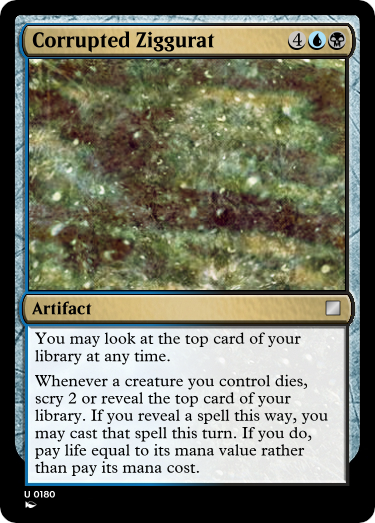 Corrupted Ziggurat 4
Artifact
You may look at the top card of your
library at any time.
Whenever a creature you control dies,
scry 2 or reveal the top card of your
library. If you reveal a spell this way, you
may cast that spell this turn. If you do,
pay life equal to its mana value rather
than pay its mana cost.
U 0180